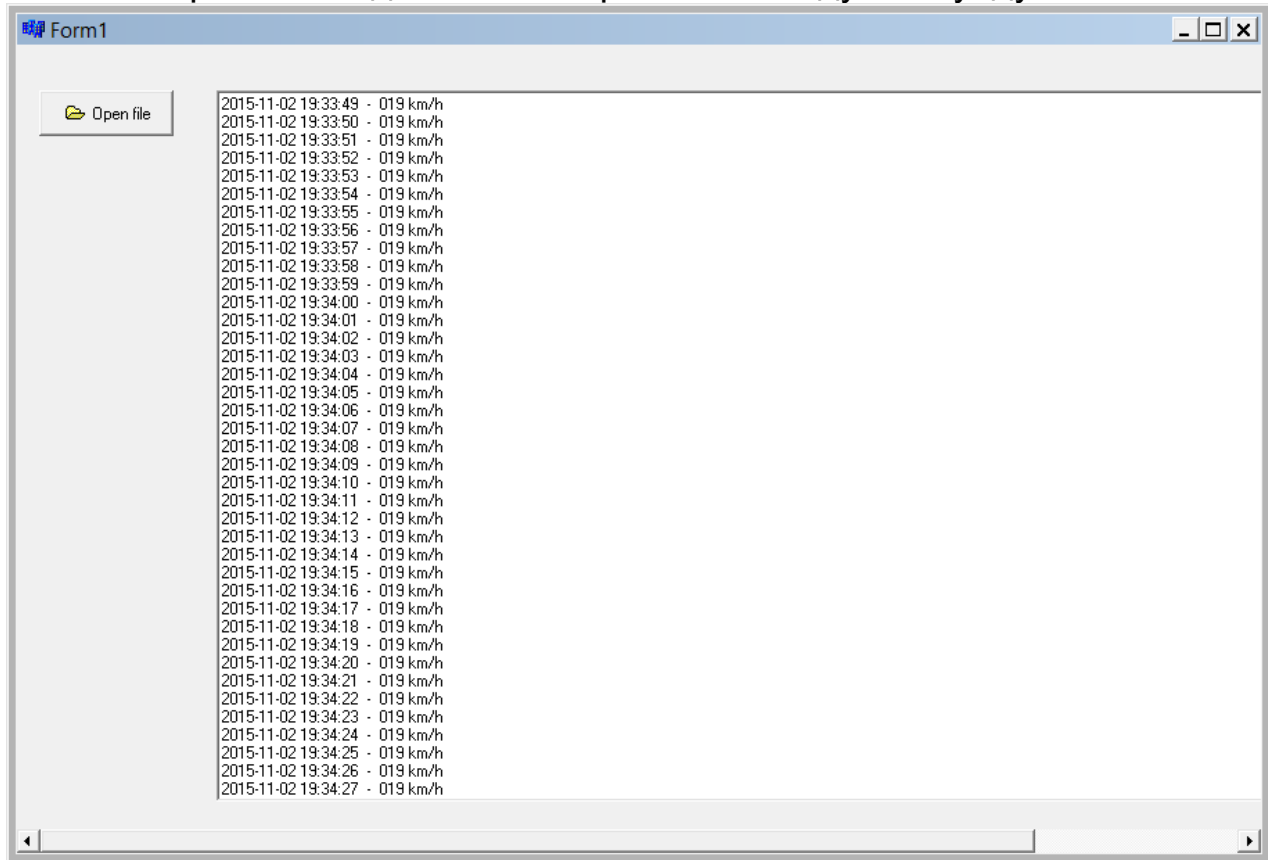 Form1
Open file
2015-11-02 19:33:49 - 019 km/h
2015-11-02 19:33:50 - 019 km/h
2015-11-02 19:33:51 - 019 km/h
2015-11-02 19:33:52 - 019 km/h
2015-11-02 19:33:53 - 019 km/h
2015-11-02 19:33:54 - 019 km/h
2015-11-02 19:33:55 - 019 km/h
2015-11-02 19:33:56 - 019 km/h
2015-11-02 19:33:57 - 019 km/h
2015-11-02 19:33:58 - 019 km/h
2015-11-02 19:33:59 - 019 km/h
2015-11-02 19:34:00 - 019 km/h
2015-11-02 19:34:01 - 019 km/h
2015-11-02 19:34:02 - 019 km/h
2015-11-02 19:34:03 - 019 km/h
2015-11-02 19:34:04 - 019 km/h
2015-11-02 19:34:05 - 019 km/h
2015-11-02 19:34:06 - 019 km/h
2015-11-02 19:34:07 - 019 km/h
2015-11-02 19:34:08 - 019 km/h
2015-11-02 19:34:09 - 019 km/h
2015-11-02 19:34:10 - 019 km/h
2015-11-02 19:34:11 - 019 km/h
2015-11-02 19:34:12 - 019 km/h
2015-11-02 19:34:13 - 019 km/h
2015-11-02 19:34:14 - 019 km/h
2015-11-02 19:34:15 - 019 km/h
2015-11-02 19:34:16 - 019 km/h
2015-11-02 19:34:17 - 019 km/h
2015-11-02 19:34:18 - 019 km/h
2015-11-02 19:34:19 - 019 km/h
2015-11-02 19:34:20 - 019 km/h
2015-11-02 19:34:21 - 019 km/h
2015-11-02 19:34:22 - 019 km/h
2015-11-02 19:34:23 - 019 km/h
2015-11-02 19:34:24 - 019 km/h
2015-11-02 19:34:25 - 019 km/h
2015-11-02 19:34:26 - 019 km/h
2015-11-02 19:34:27 - 019 km/h